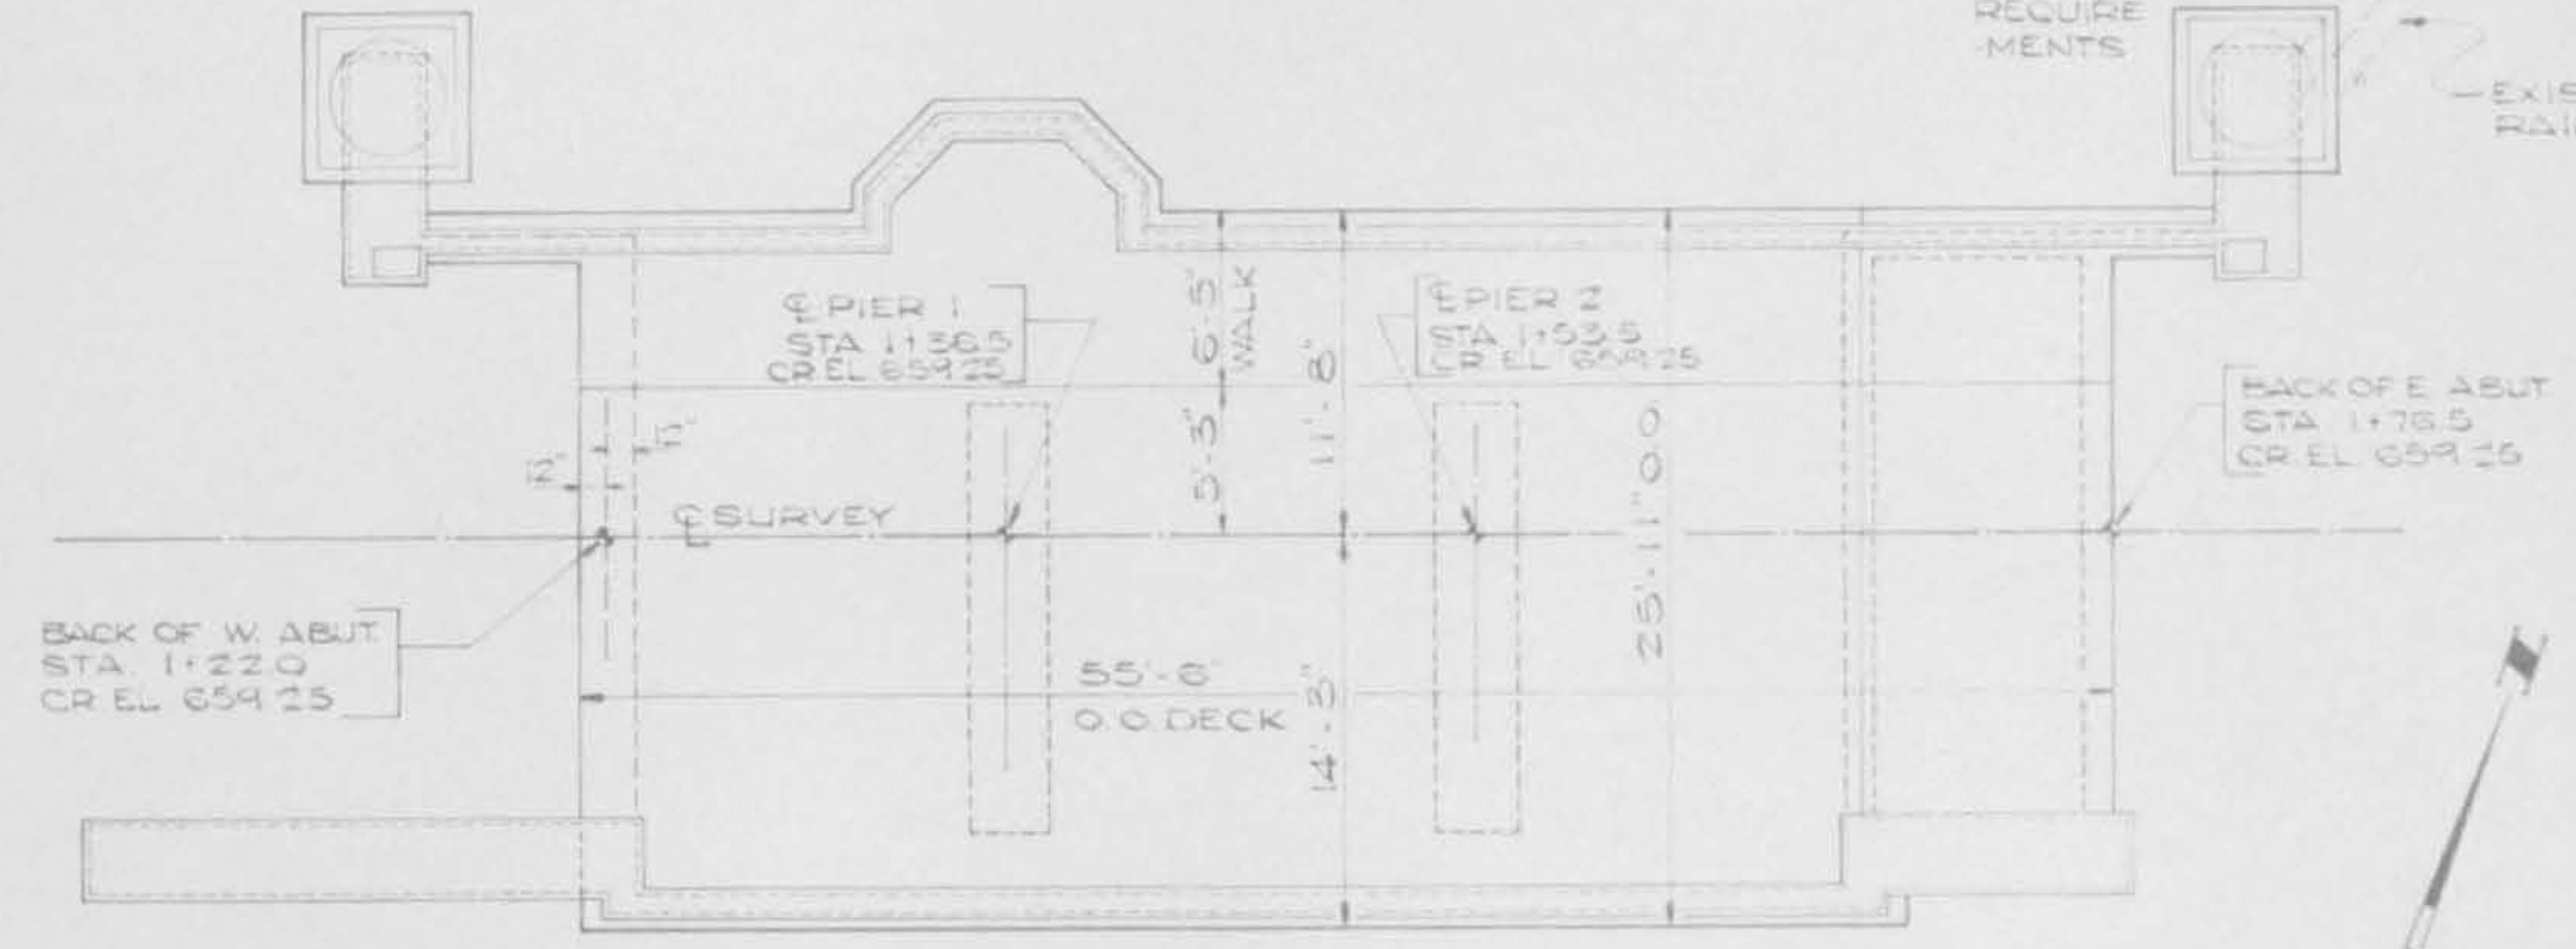 REQUIRE
-MENTS
℄ PIER 1
STA 1+36.5
CR EL 659.25
6'-5"
WALK
5'-3"
11'-8"
14'-3"
25'-11" O.O
℄ PIER 2
STA 1+53.5
CR EL 659.25
BACK OF E ABUT
STA 1+76.5
CR EL 659.25
12"
12"
℄ SURVEY
BACK OF W. ABUT
STA. 1+22.0
CR EL 659.25
55'-6"
O.O. DECK